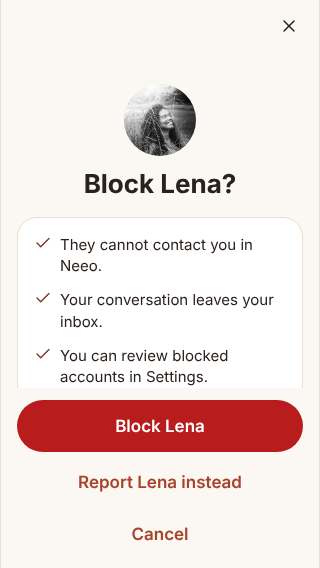 Block Lena?
They cannot contact you in
Neeo.
Your conversation leaves your
inbox.
You can review blocked
accounts in Settings.
Block Lena
Report Lena instead
Cancel